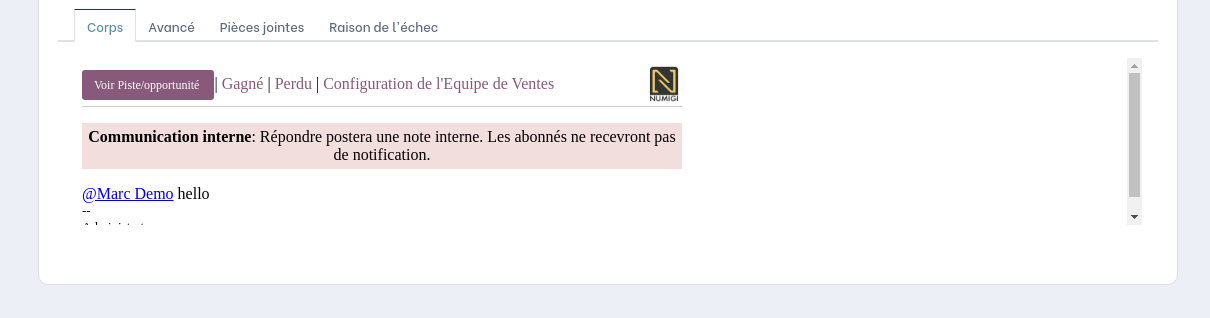 Corps Avancé Pièces jointes Raison de l'échec
Voir Piste/opportunité | Gagné | Perdu | Configuration de l'Equipe de Ventes
NUMIGI
Communication interne: Répondre postera une note interne. Les abonnés ne recevront pas
de notification.
@Marc Demo hello
--